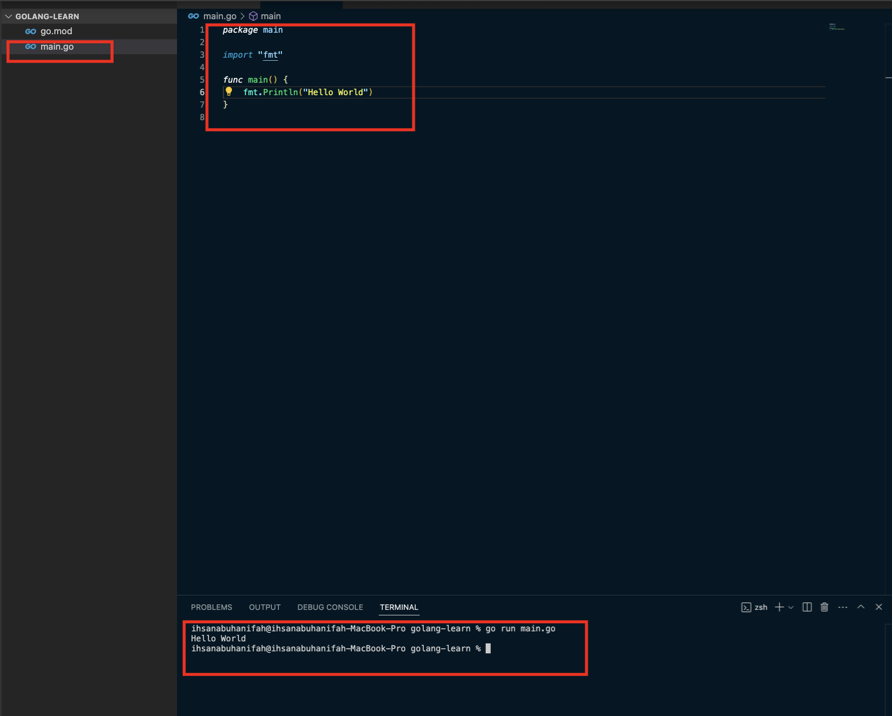 GOLANG-LEARN
go.mod
main.go
main.go > main
1 package main
2
3 import "fmt"
4
5 func main() {
6 fmt.Println("Hello World")
7 }
8
PROBLEMS OUTPUT DEBUG CONSOLE TERMINAL zsh
ihsanabuhanifah@ihsanabuhanifah-MacBook-Pro golang-learn % go run main.go
Hello World
ihsanabuhanifah@ihsanabuhanifah-MacBook-Pro golang-learn %